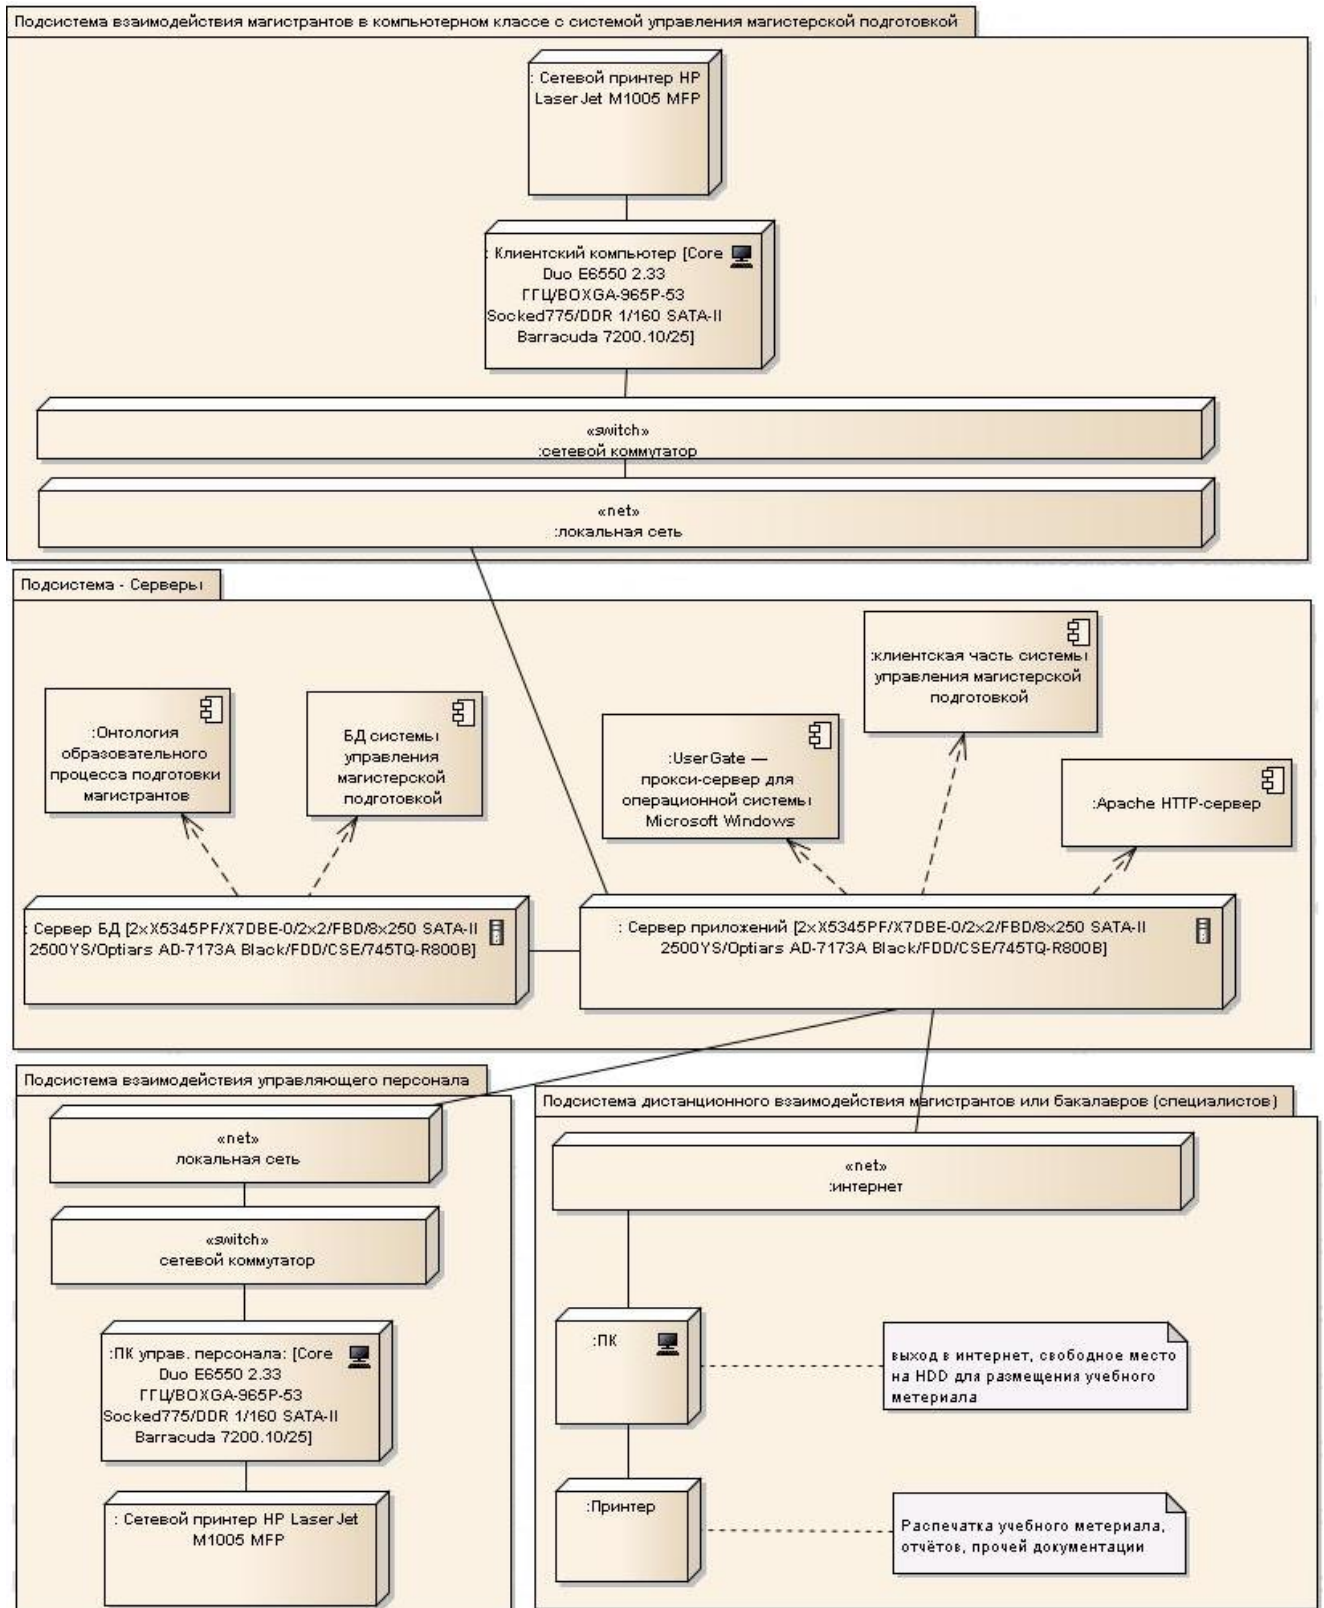 Подсистема взаимодействия магистрантов в компьютерном классе с системой управления магистерской подготовкой
: Сетевой принтер HP
LaserJet M1005 MFP
: Клиентский компьютер [Core
Duo E6550 2.33
ГГЦ/BOXGA-965P-53
Socked775/DDR 1/160 SATA-II
Barracuda 7200.10/25]
«switch»
:сетевой коммутатор
«net»
:локальная сеть
Подсистема - Серверы
:клиентская часть системы
управления магистерской
подготовкой
:Онтология
образовательного
процесса подготовки
магистрантов
БД системы
управления
магистерской
подготовкой
:UserGate —
прокси-сервер для
операционной системы
Microsoft Windows
:Apache HTTP-сервер
: Сервер БД [2xX5345PF/X7DBE-0/2x2/FBD/8x250 SATA-II
2500YS/Optiars AD-7173A Black/FDD/CSE/745TQ-R800B]
: Сервер приложений [2xX5345PF/X7DBE-0/2x2/FBD/8x250 SATA-II
2500YS/Optiars AD-7173A Black/FDD/CSE/745TQ-R800B]
Подсистема взаимодействия управляющего персонала
«net»
локальная сеть
«switch»
сетевой коммутатор
:ПК управ. персонала: [Core
Duo E6550 2.33
ГГЦ/BOXGA-965P-53
Socked775/DDR 1/160 SATA-II
Barracuda 7200.10/25]
: Сетевой принтер HP LaserJet
M1005 MFP
Подсистема дистанционного взаимодействия магистрантов или бакалавров (специалистов)
«net»
:интернет
:ПК
выход в интернет, свободное место
на HDD для размещения учебного
метериала
:Принтер
Распечатка учебного метериала,
отчётов, прочей документации